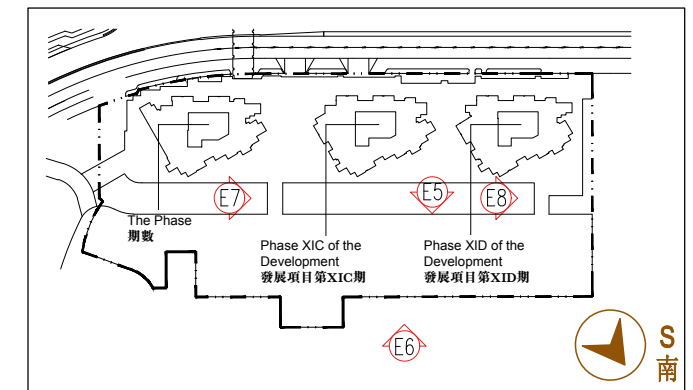 E7
E5
E8
The Phase
期數
Phase XIC of the
Development
發展項目第XIC期
Phase XID of the
Development
發展項目第XID期
E6
S
南